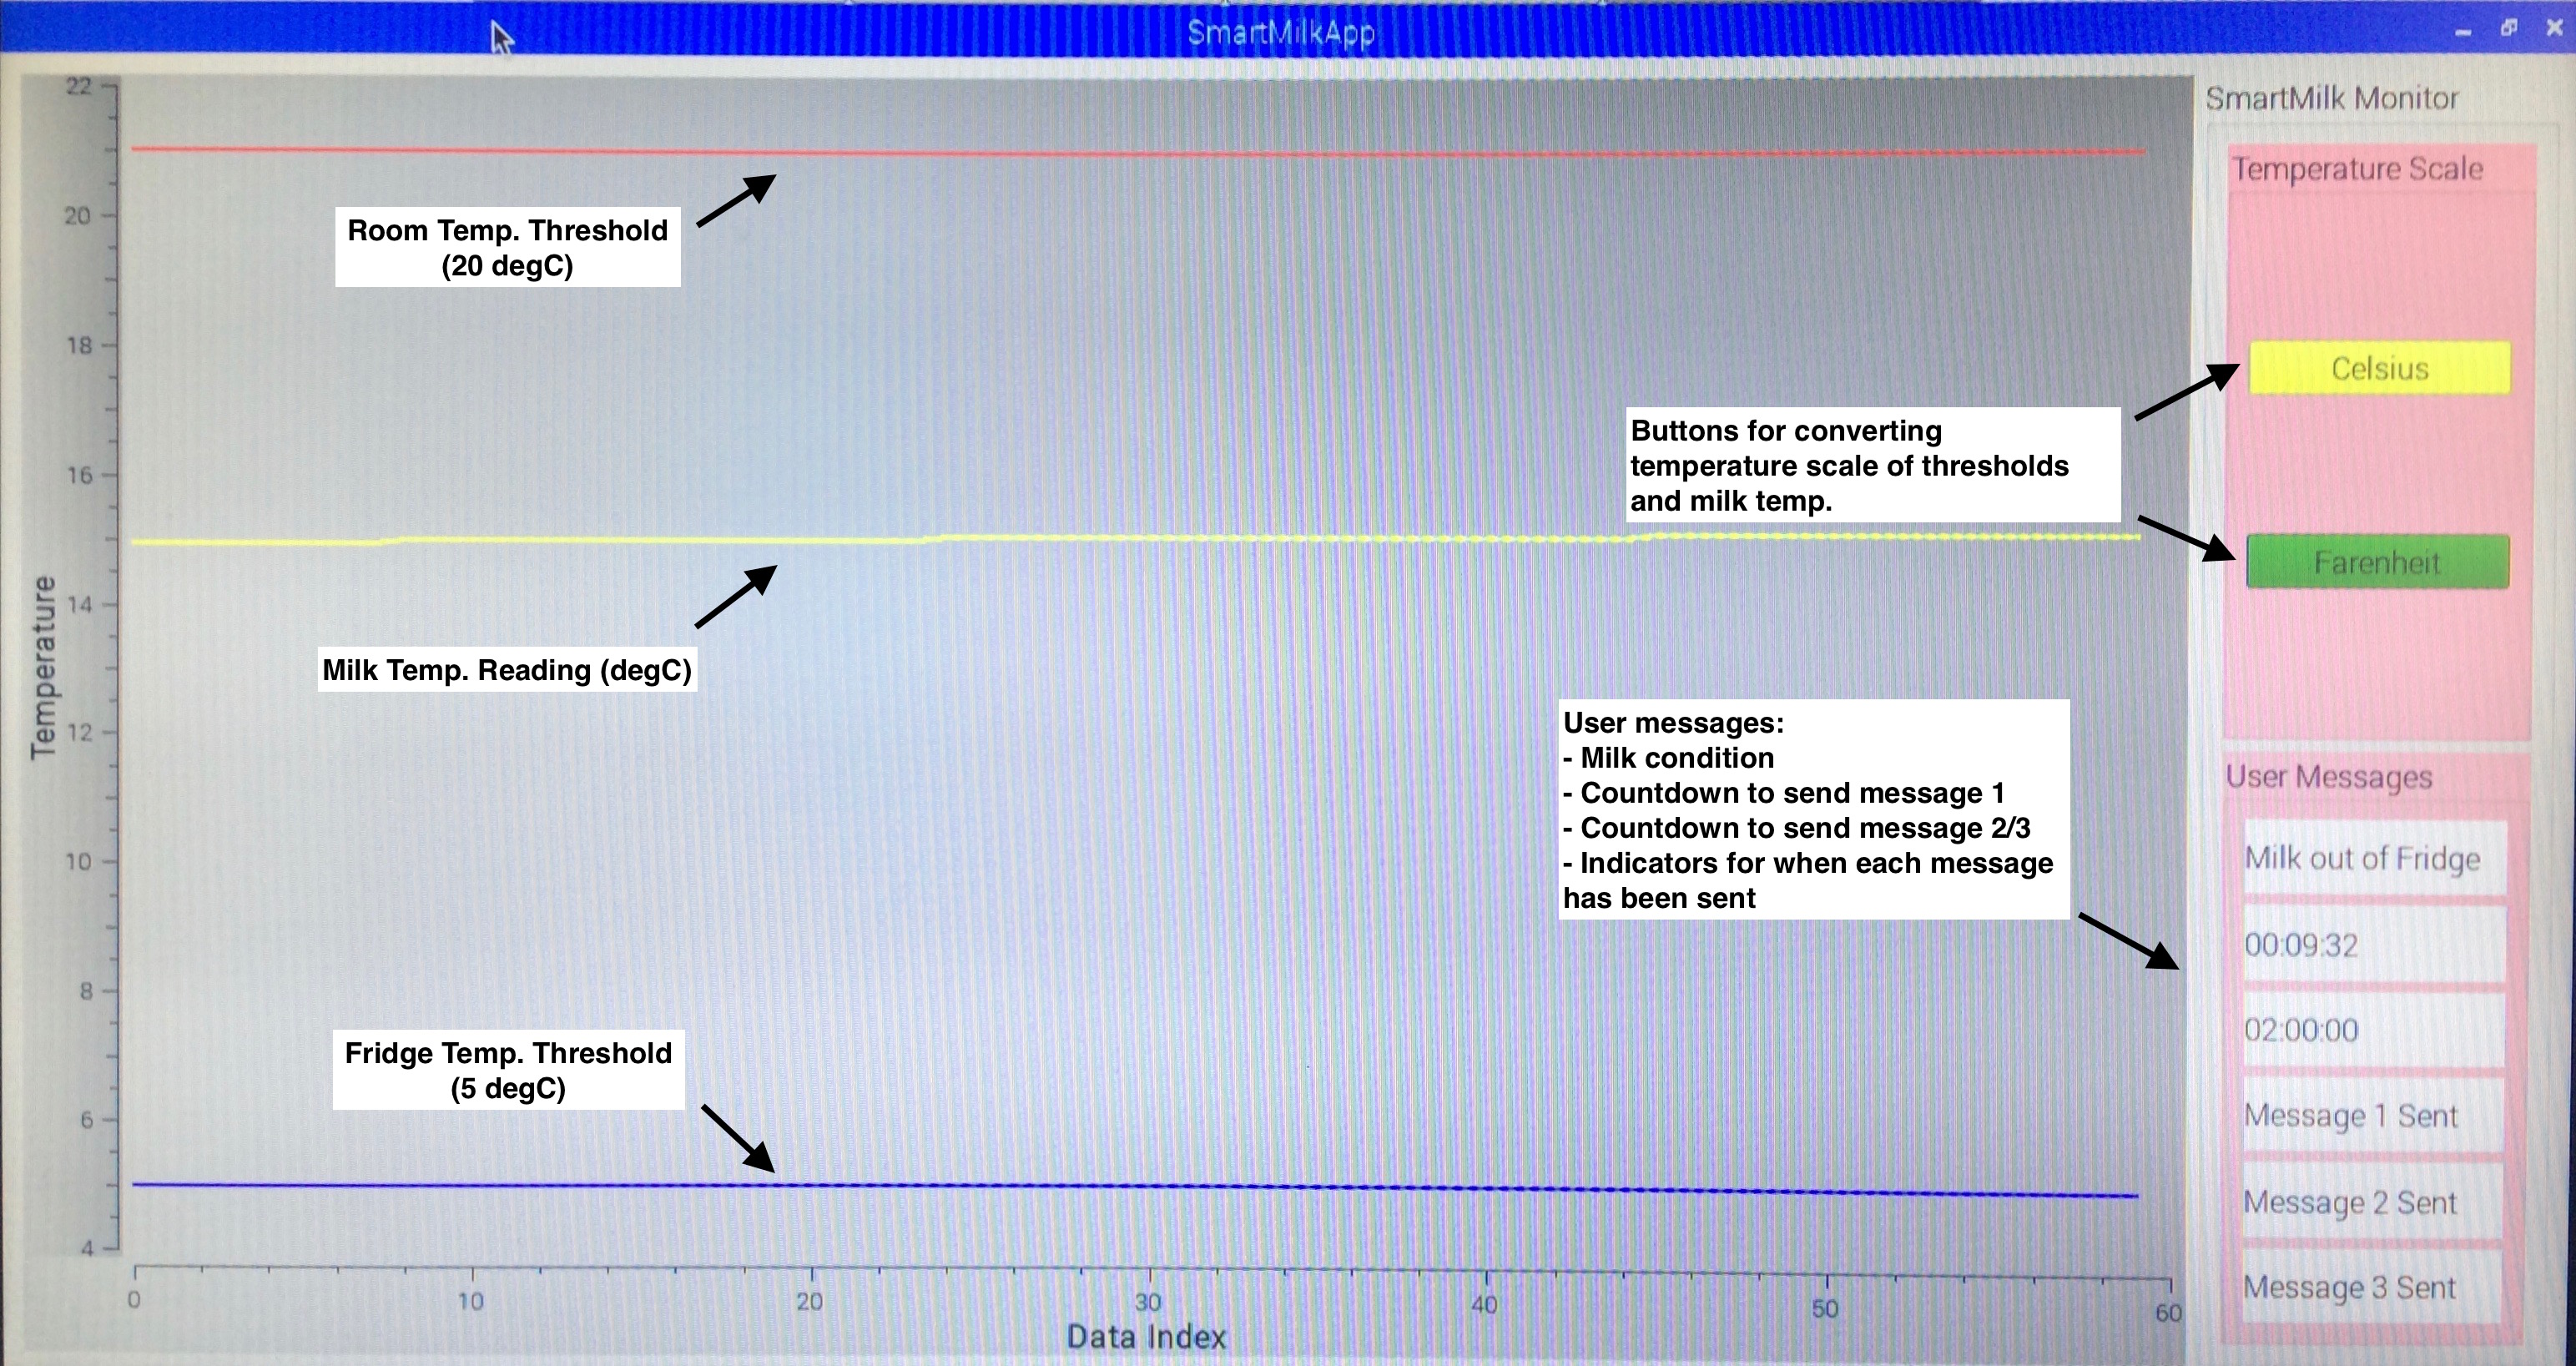 SmartMilkApp
22
20
18
16
14
12
10
8
6
4
Temperature
Room Temp. Threshold
(20 degC)
Milk Temp. Reading (degC)
Fridge Temp. Threshold
(5 degC)
Buttons for converting
temperature scale of thresholds
and milk temp.
User messages:
- Milk condition
- Countdown to send message 1
- Countdown to send message 2/3
- Indicators for when each message
has been sent
0 10 20 30 40 50 60
Data Index
SmartMilk Monitor
Temperature Scale
Celsius
Farenheit
User Messages
Milk out of Fridge
00:09:32
02:00:00
Message 1 Sent
Message 2 Sent
Message 3 Sent